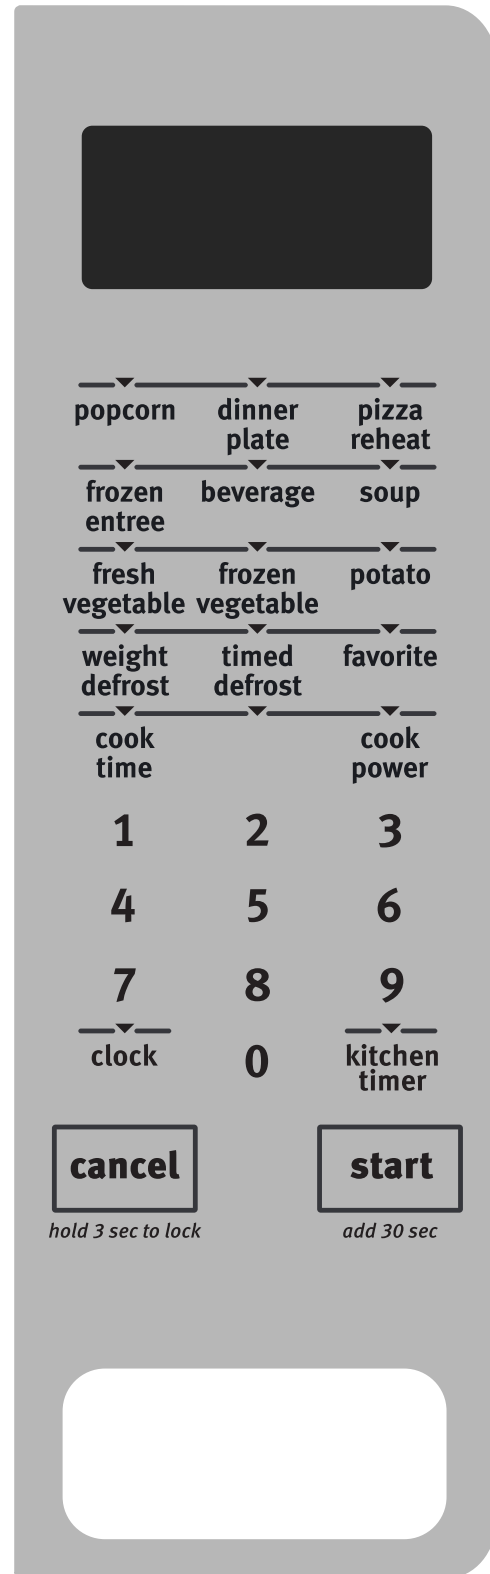 popcorn dinner plate pizza reheat
frozen entree beverage soup
fresh vegetable frozen vegetable potato
weight defrost timed defrost favorite
cook time cook power
1 2 3
4 5 6
7 8 9
clock 0 kitchen timer
cancel start
hold 3 sec to lock add 30 sec